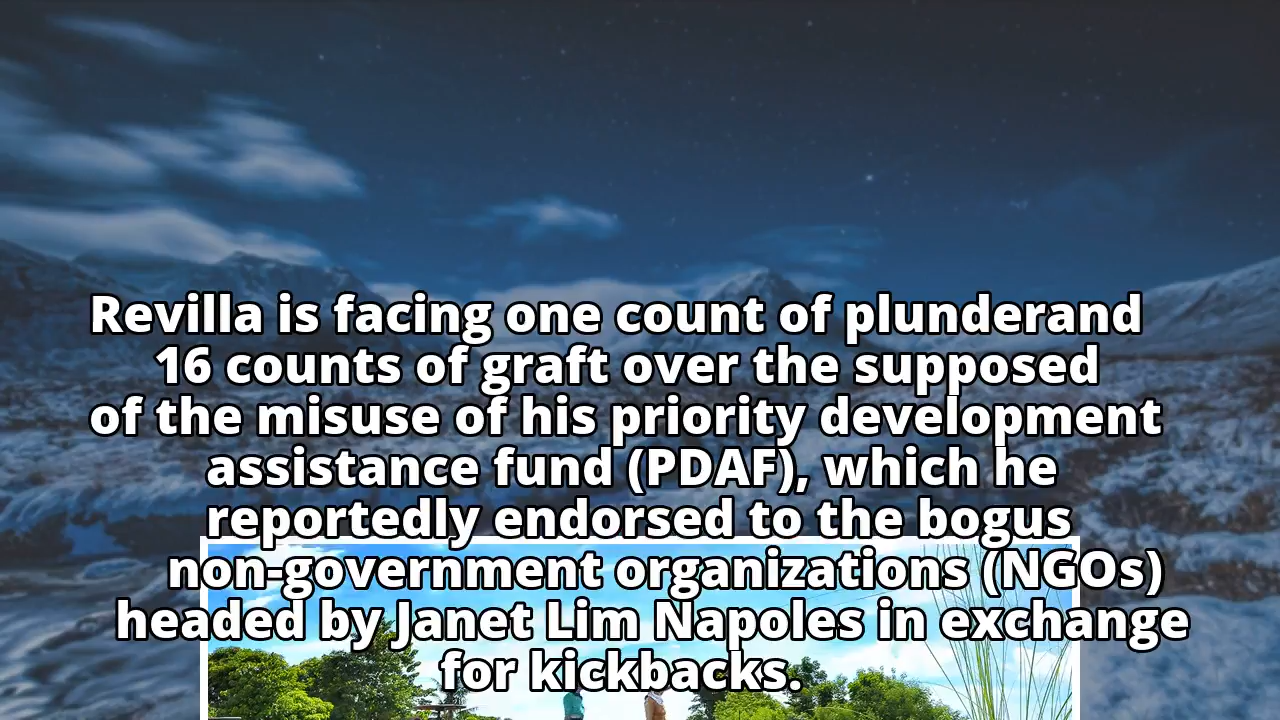 Revilla is facing one count of plunderand
16 counts of graft over the supposed
of the misuse of his priority development
assistance fund (PDAF), which he
reportedly endorsed to the bogus
non-government organizations (NGOs)
headed by Janet Lim Napoles in exchange
for kickbacks.